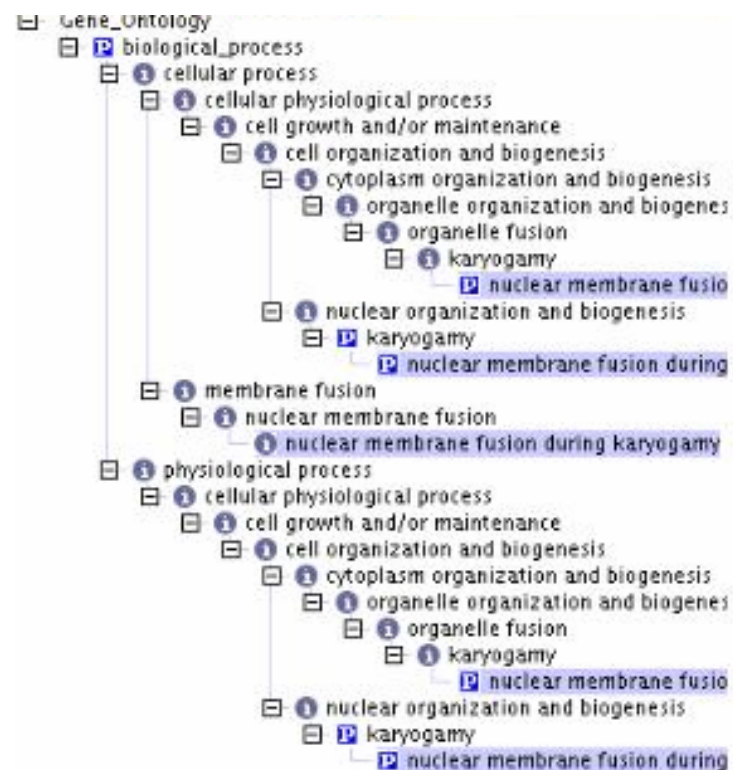 Gene_Ontology
P biological_process
i cellular process
i cellular physiological process
i cell growth and/or maintenance
i cell organization and biogenesis
i cytoplasm organization and biogenesis
i organelle organization and biogenes
i organelle fusion
i karyogamy
P nuclear membrane fusio
i nuclear organization and biogenesis
P karyogamy
P nuclear membrane fusion during
i membrane fusion
i nuclear membrane fusion
i nuclear membrane fusion during karyogamy
i physiological process
i cellular physiological process
i cell growth and/or maintenance
i cell organization and biogenesis
i cytoplasm organization and biogenesis
i organelle organization and biogenes
i organelle fusion
i karyogamy
P nuclear membrane fusio
i nuclear organization and biogenesis
P karyogamy
P nuclear membrane fusion during